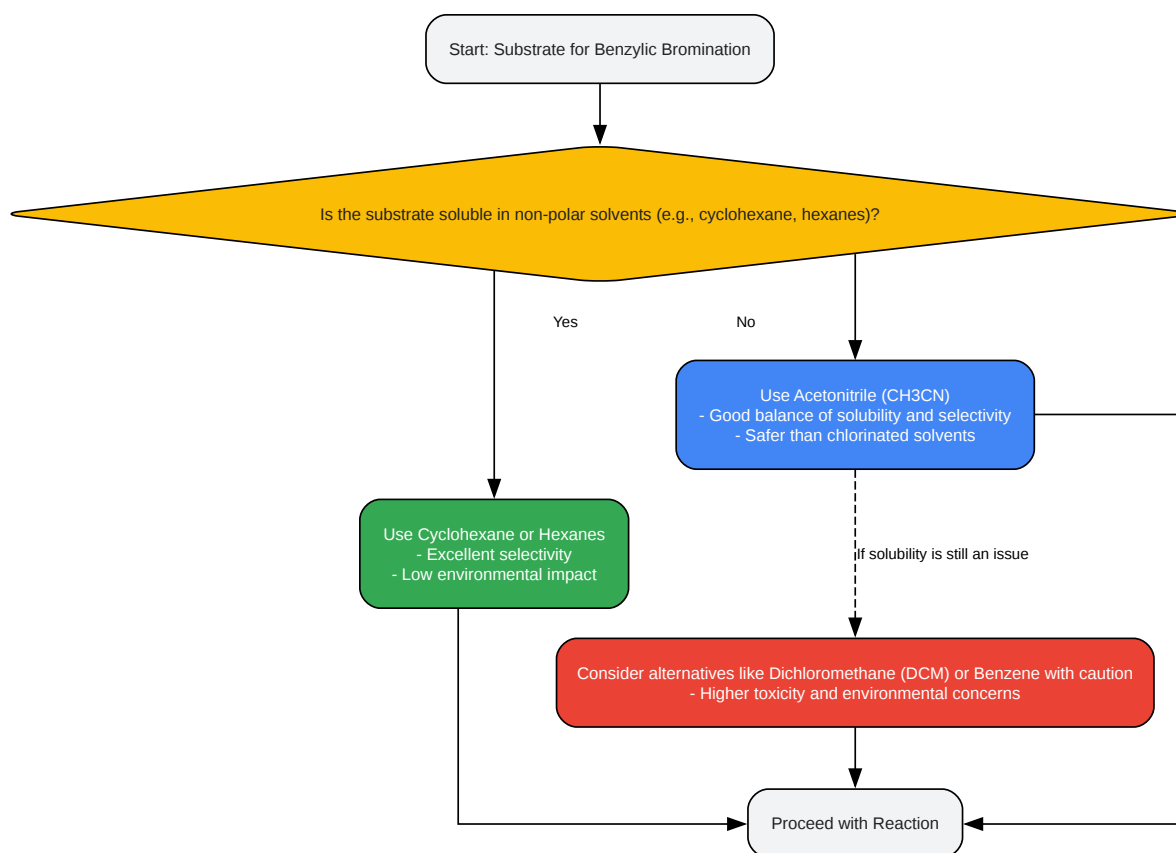 Start: Substrate for Benzylic Bromination
Is the substrate soluble in non-polar solvents (e.g., cyclohexane, hexanes)?
Yes
No
Use Acetonitrile (CH3CN)
- Good balance of solubility and selectivity
- Safer than chlorinated solvents
Use Cyclohexane or Hexanes
- Excellent selectivity
- Low environmental impact
If solubility is still an issue
Consider alternatives like Dichloromethane (DCM) or Benzene with caution
- Higher toxicity and environmental concerns
Proceed with Reaction